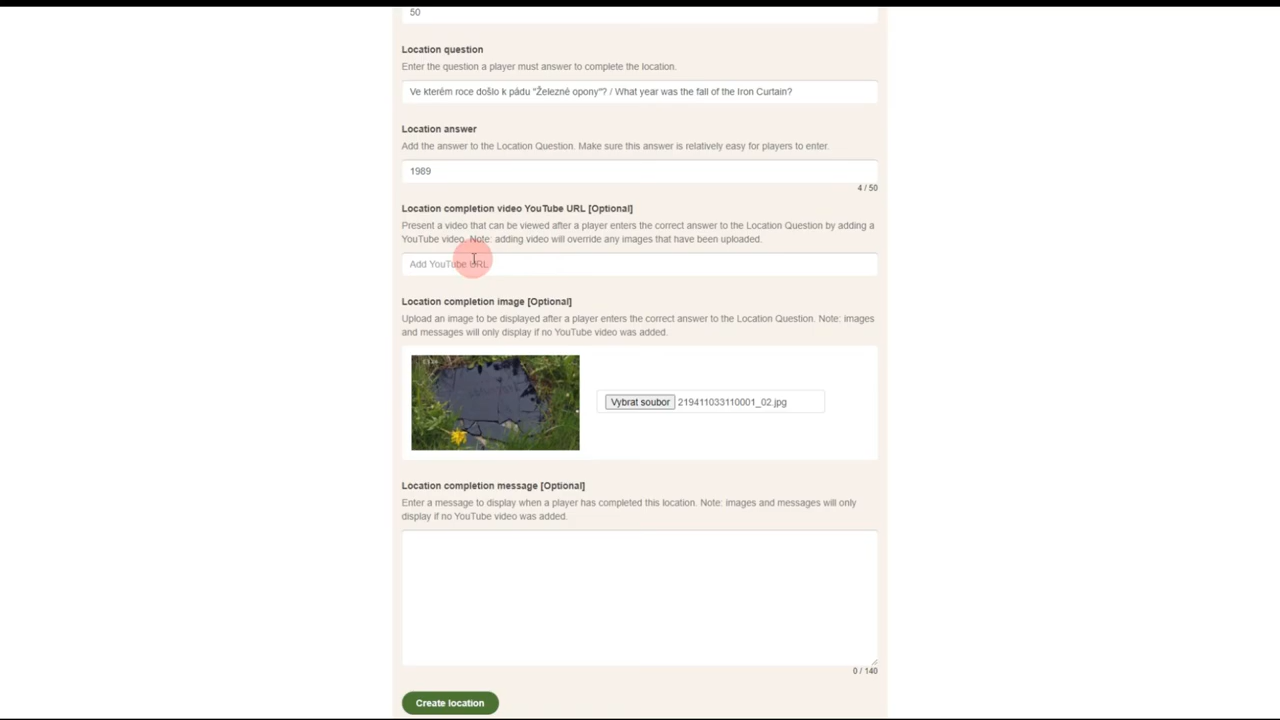 50
Location question
Enter the question a player must answer to complete the location.
Ve kterém roce došlo k pádu "Železné opony"? / What year was the fall of the Iron Curtain?
Location answer
Add the answer to the Location Question. Make sure this answer is relatively easy for players to enter.
1989
4 / 50
Location completion video YouTube URL [Optional]
Present a video that can be viewed after a player enters the correct answer to the Location Question by adding a
YouTube video. Note: adding video will override any images that have been uploaded.
Add YouTube URL
Location completion image [Optional]
Upload an image to be displayed after a player enters the correct answer to the Location Question. Note: images
and messages will only display if no YouTube video was added.
Vybrat soubor 219411033110001_02.jpg
Location completion message [Optional]
Enter a message to display when a player has completed this location. Note: images and messages will only
display if no YouTube video was added.
0 / 140
Create location